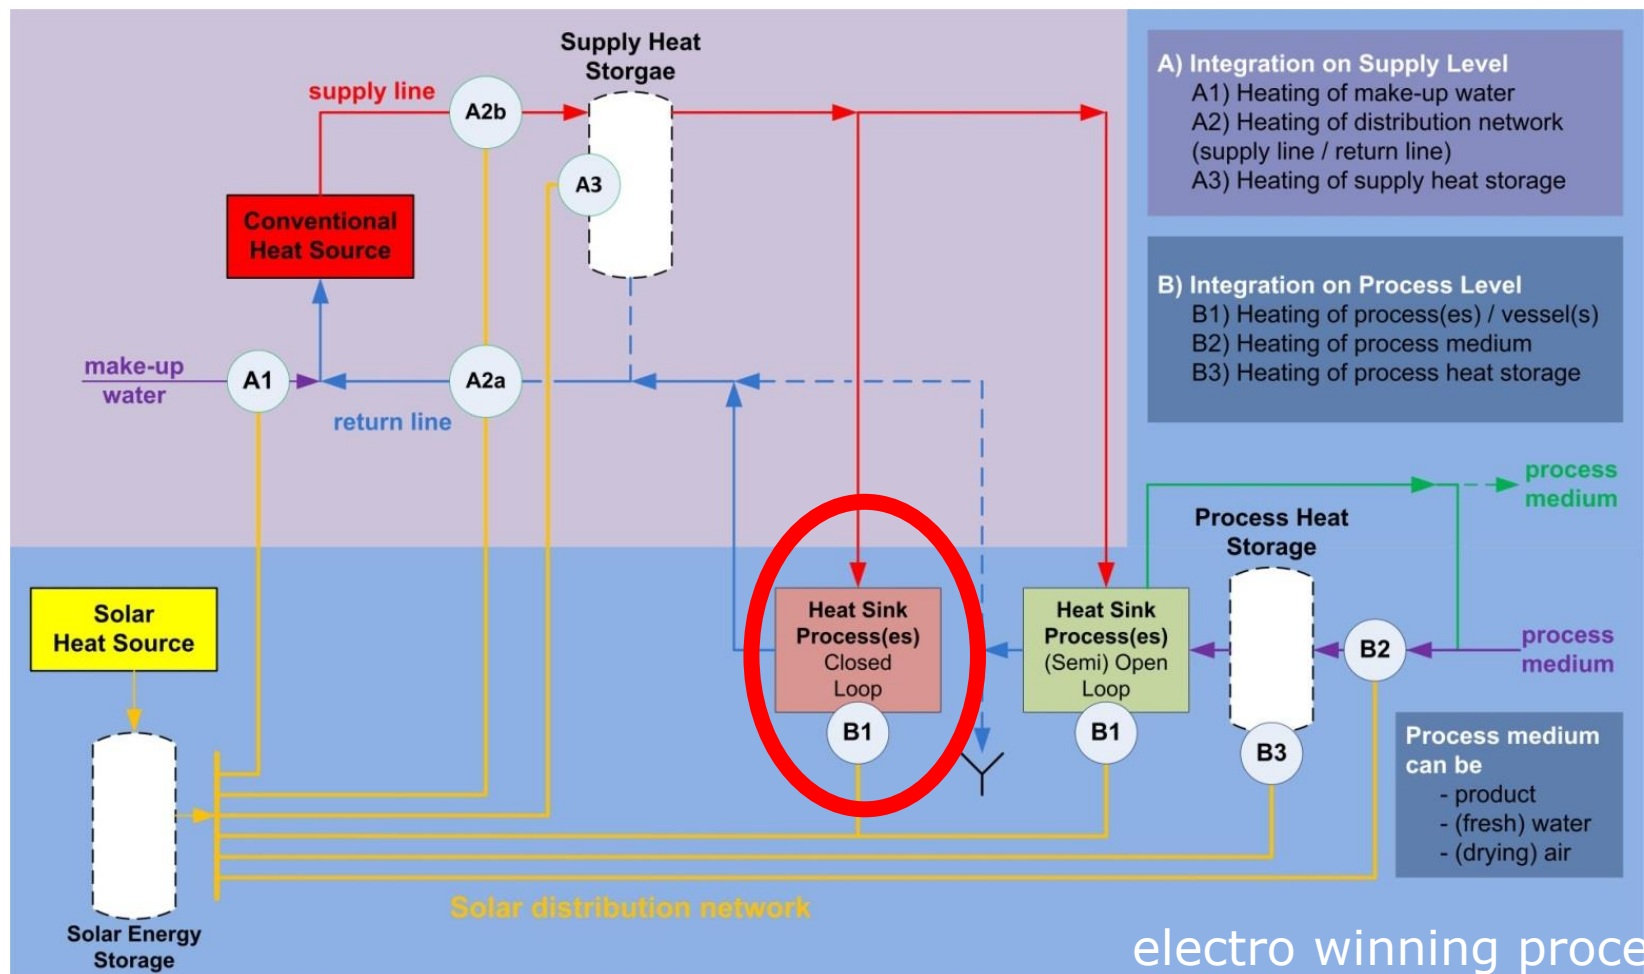 Supply Heat
Storgae
supply line
A2b
A3
Conventional
Heat Source
make-up
water
A1
A2a
return line
A) Integration on Supply Level
A1) Heating of make-up water
A2) Heating of distribution network
(supply line / return line)
A3) Heating of supply heat storage
B) Integration on Process Level
B1) Heating of process(es) / vessel(s)
B2) Heating of process medium
B3) Heating of process heat storage
process
medium
Process Heat
Storage
Solar
Heat Source
Heat Sink
Process(es)
Closed
Loop
B1
Heat Sink
Process(es)
(Semi) Open
Loop
B1
B2
process
medium
B3
Process medium
can be
- product
- (fresh) water
- (drying) air
Solar distribution network
Solar Energy
Storage
electro winning proce